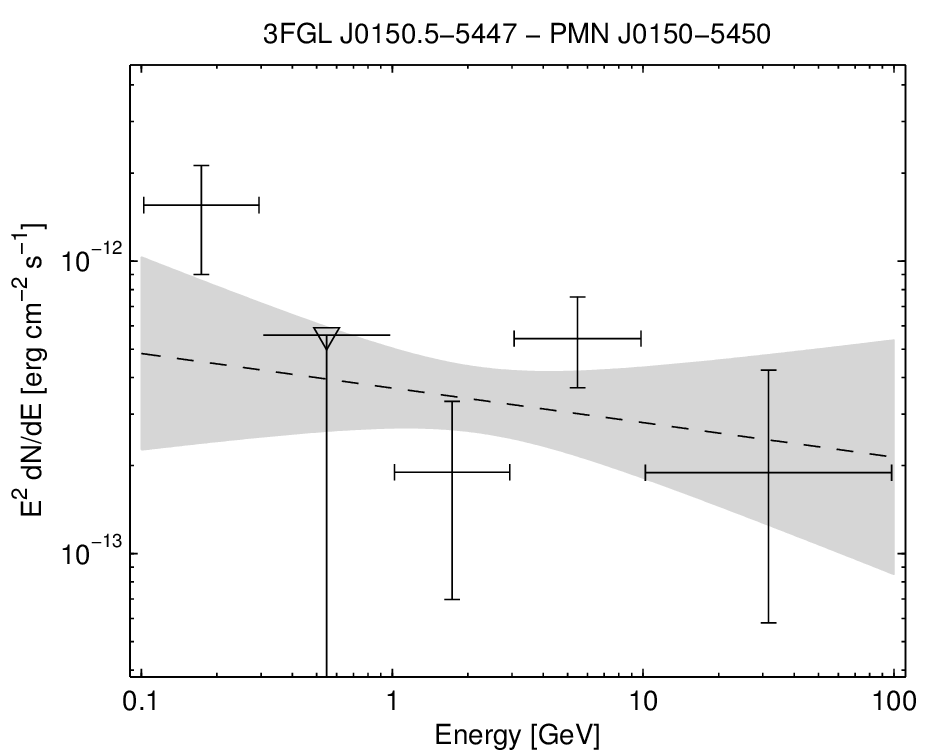 3FGL J0150.5−5447 − PMN J0150−5450
E² dN/dE [erg cm⁻² s⁻¹]
10⁻¹²
10⁻¹³
0.1 1 10 100
Energy [GeV]